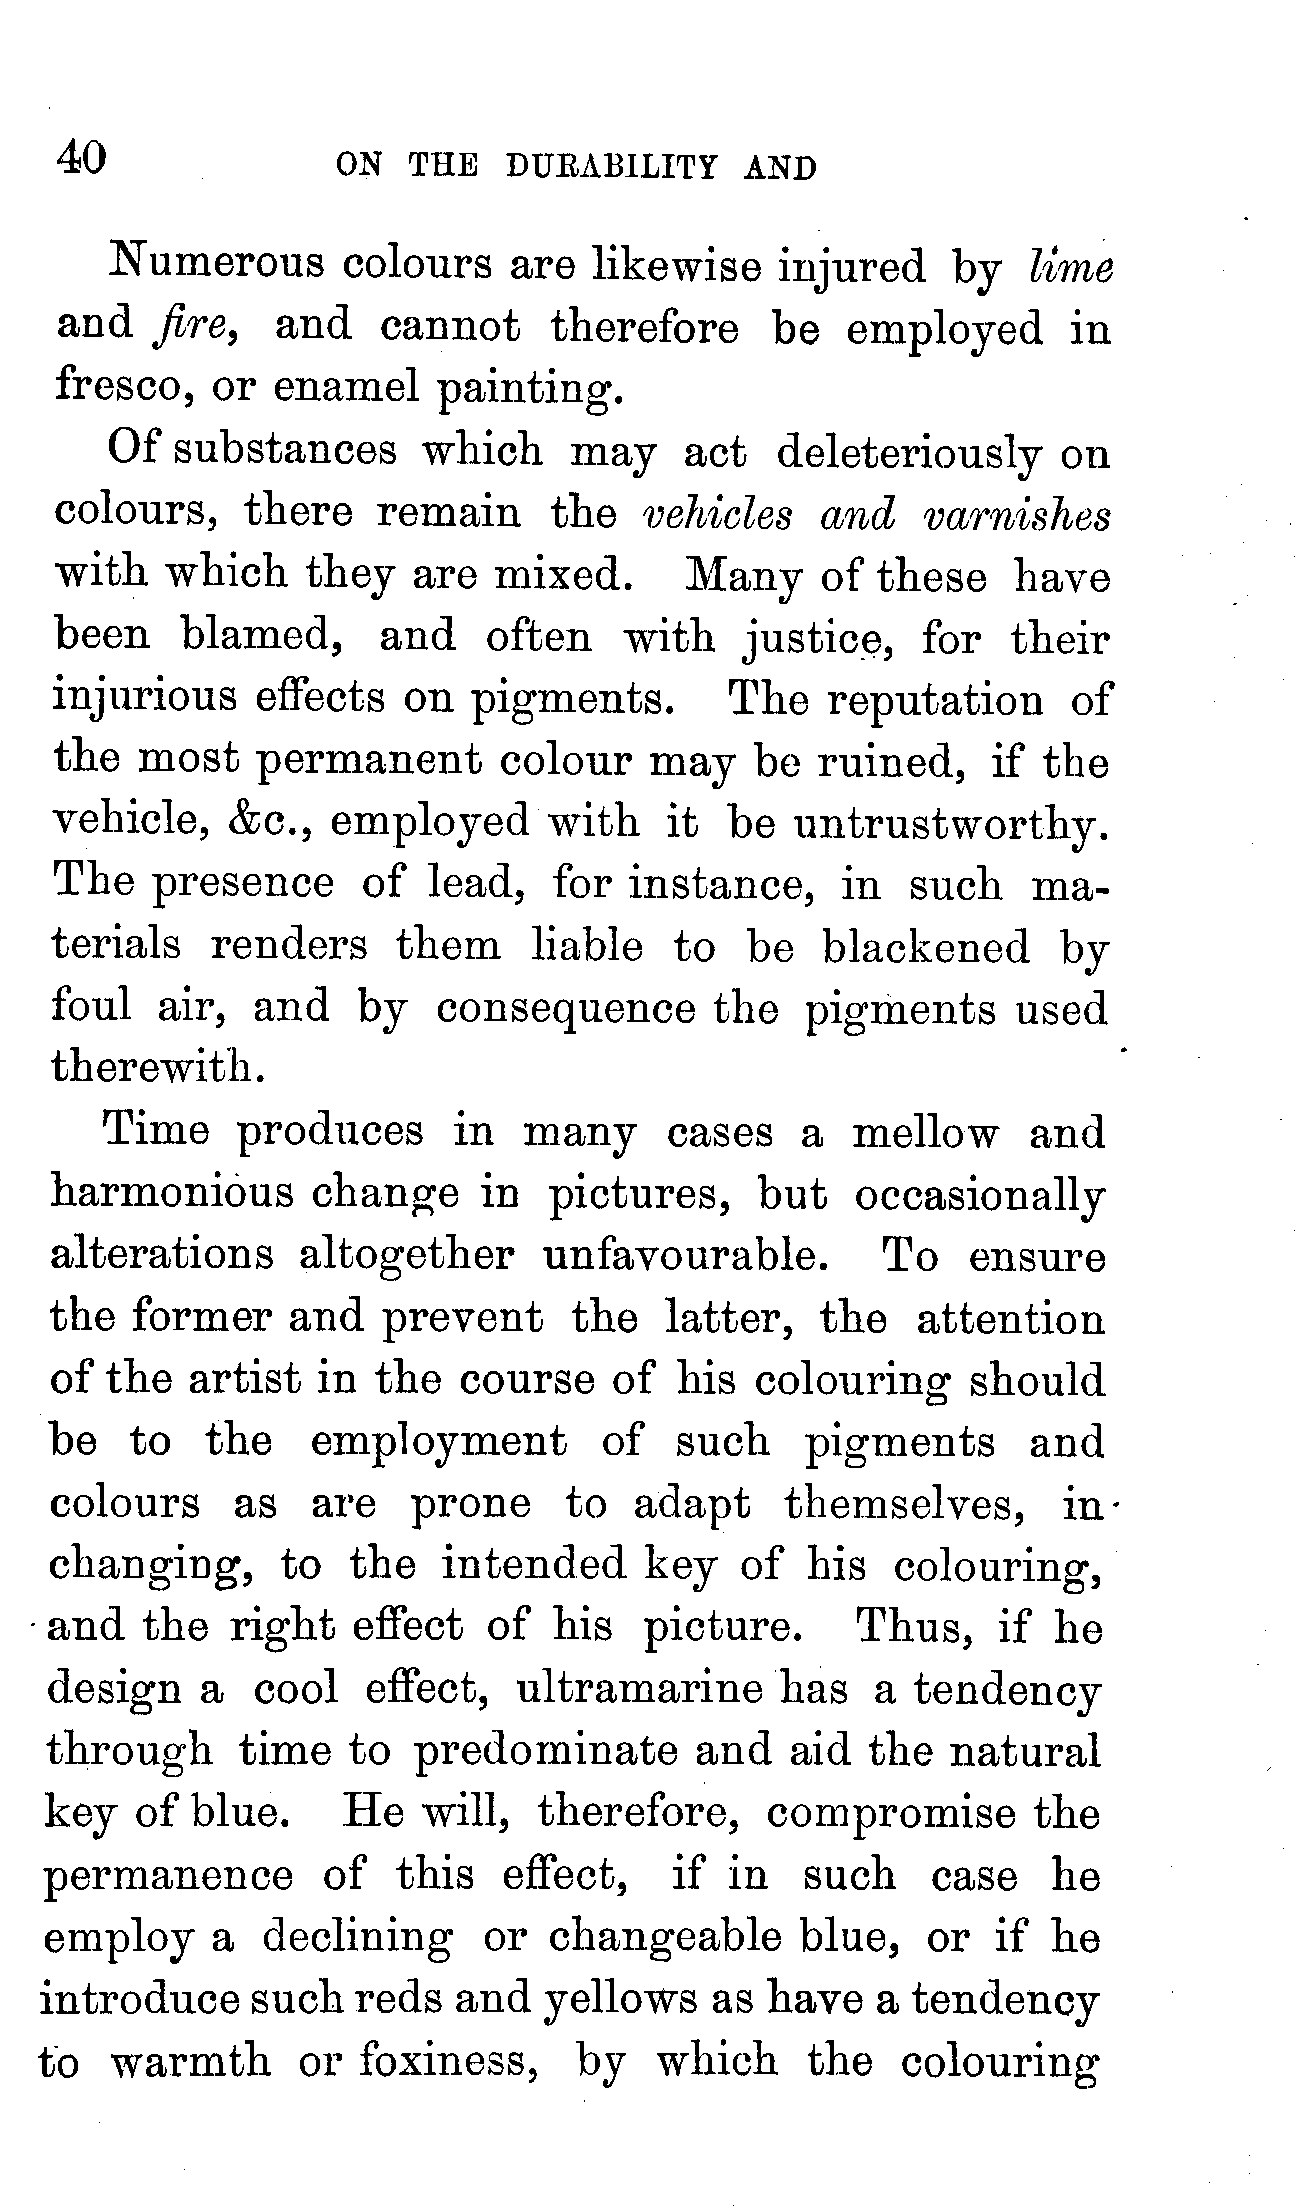 40 ON THE DURABILITY AND
Numerous colours are likewise injured by lime
and fire, and cannot therefore be employed in
fresco, or enamel painting.
Of substances which may act deleteriously on
colours, there remain the vehicles and varnishes
with which they are mixed. Many of these have
been blamed, and often with justice, for their
injurious effects on pigments. The reputation of
the most permanent colour may be ruined, if the
vehicle, &c., employed with it be untrustworthy.
The presence of lead, for instance, in such ma-
terials renders them liable to be blackened by
foul air, and by consequence the pigments used
therewith.
Time produces in many cases a mellow and
harmonious change in pictures, but occasionally
alterations altogether unfavourable. To ensure
the former and prevent the latter, the attention
of the artist in the course of his colouring should
be to the employment of such pigments and
colours as are prone to adapt themselves, in
changing, to the intended key of his colouring,
and the right effect of his picture. Thus, if he
design a cool effect, ultramarine has a tendency
through time to predominate and aid the natural
key of blue. He will, therefore, compromise the
permanence of this effect, if in such case he
employ a declining or changeable blue, or if he
introduce such reds and yellows as have a tendency
to warmth or foxiness, by which the colouring